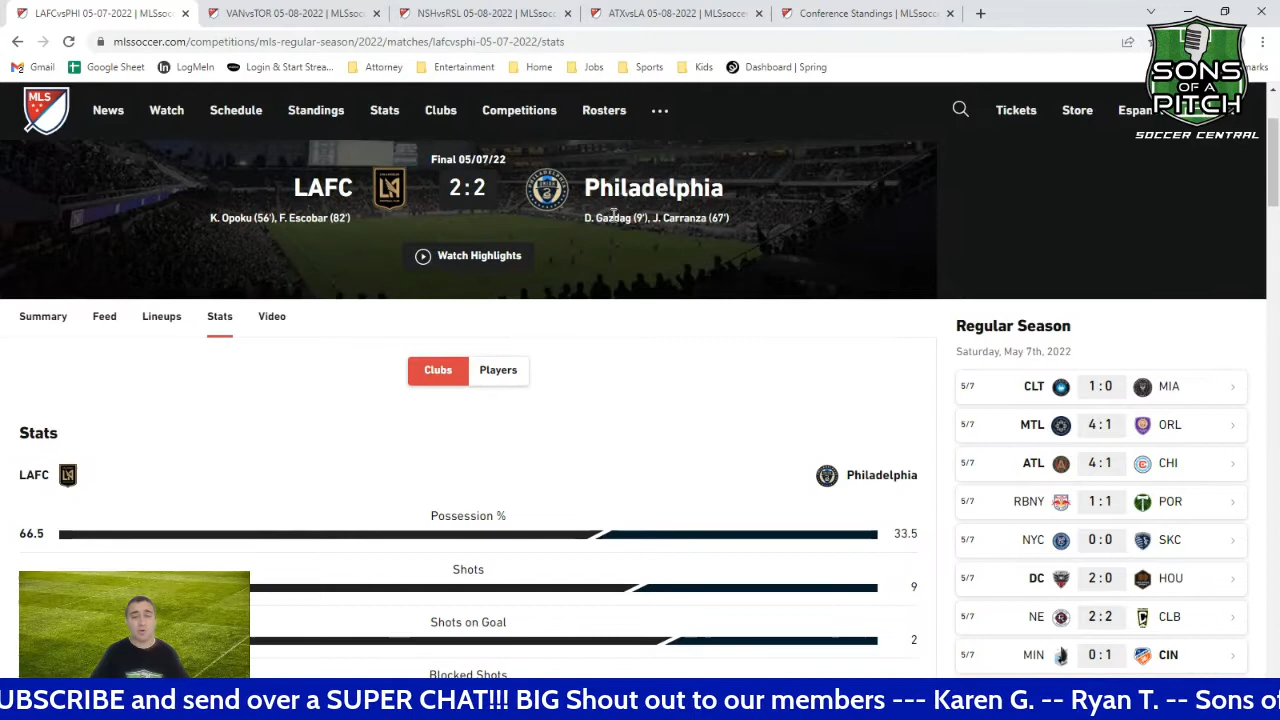 LAFCvsPHI 05-07-2022 | MLSsoc
VANvsTOR 05-08-2022 | MLSsoc
NSHvsRSL 05-08-2022 | MLSsoc
ATXvsLA 05-08-2022 | MLSsoccer
Conference Standings | MLSsocc
mlssoccer.com/competitions/mls-regular-season/2022/matches/lafcvsphi-05-07-2022/stats
Gmail
Google Sheet
LogMeIn
Login & Start Strea...
Attorney
Entertainment
Home
Jobs
Sports
Kids
Dashboard | Spring
SONS
OF A
PITCH
SOCCER CENTRAL
MLS
News
Watch
Schedule
Standings
Stats
Clubs
Competitions
Rosters
Tickets
Store
Final 05/07/22
LAFC
2:2
Philadelphia
K. Opoku (56'), F. Escobar (82')
D. Gazdag (9'), J. Carranza (67')
Watch Highlights
Summary
Feed
Lineups
Stats
Video
Clubs
Players
Stats
LAFC
Philadelphia
Possession %
66.5
33.5
Shots
9
Shots on Goal
2
Blocked Shots
Regular Season
Saturday, May 7th, 2022
5/7 CLT 1:0 MIA
5/7 MTL 4:1 ORL
5/7 ATL 4:1 CHI
5/7 RBNY 1:1 POR
5/7 NYC 0:0 SKC
5/7 DC 2:0 HOU
5/7 NE 2:2 CLB
5/7 MIN 0:1 CIN
UBSCRIBE and send over a SUPER CHAT!!! BIG Shout out to our members --- Karen G. -- Ryan T. -- Sons of